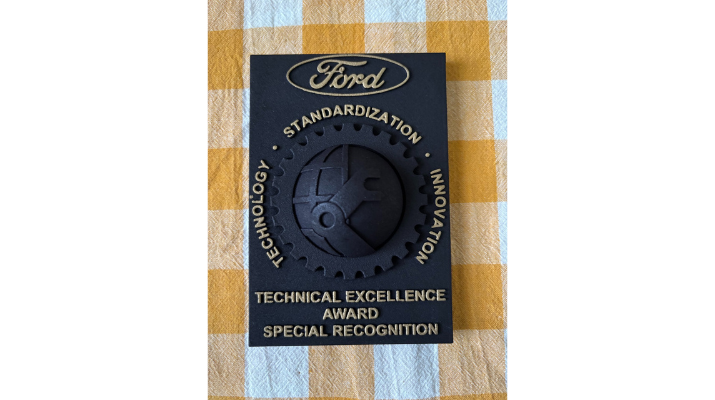 Ford
TECHNOLOGY • STANDARDIZATION • INNOVATION
TECHNICAL EXCELLENCE
AWARD
SPECIAL RECOGNITION